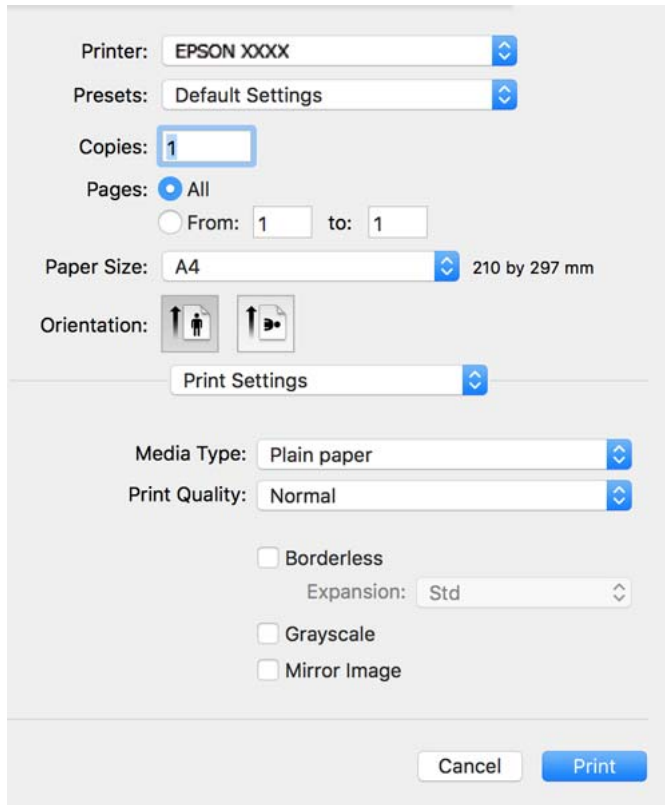 Printer: EPSON XXXX
Presets: Default Settings
Copies: 1
Pages: All
From: 1 to: 1
Paper Size: A4 210 by 297 mm
Orientation:
Print Settings
Media Type: Plain paper
Print Quality: Normal
Borderless
Expansion: Std
Grayscale
Mirror Image
Cancel Print